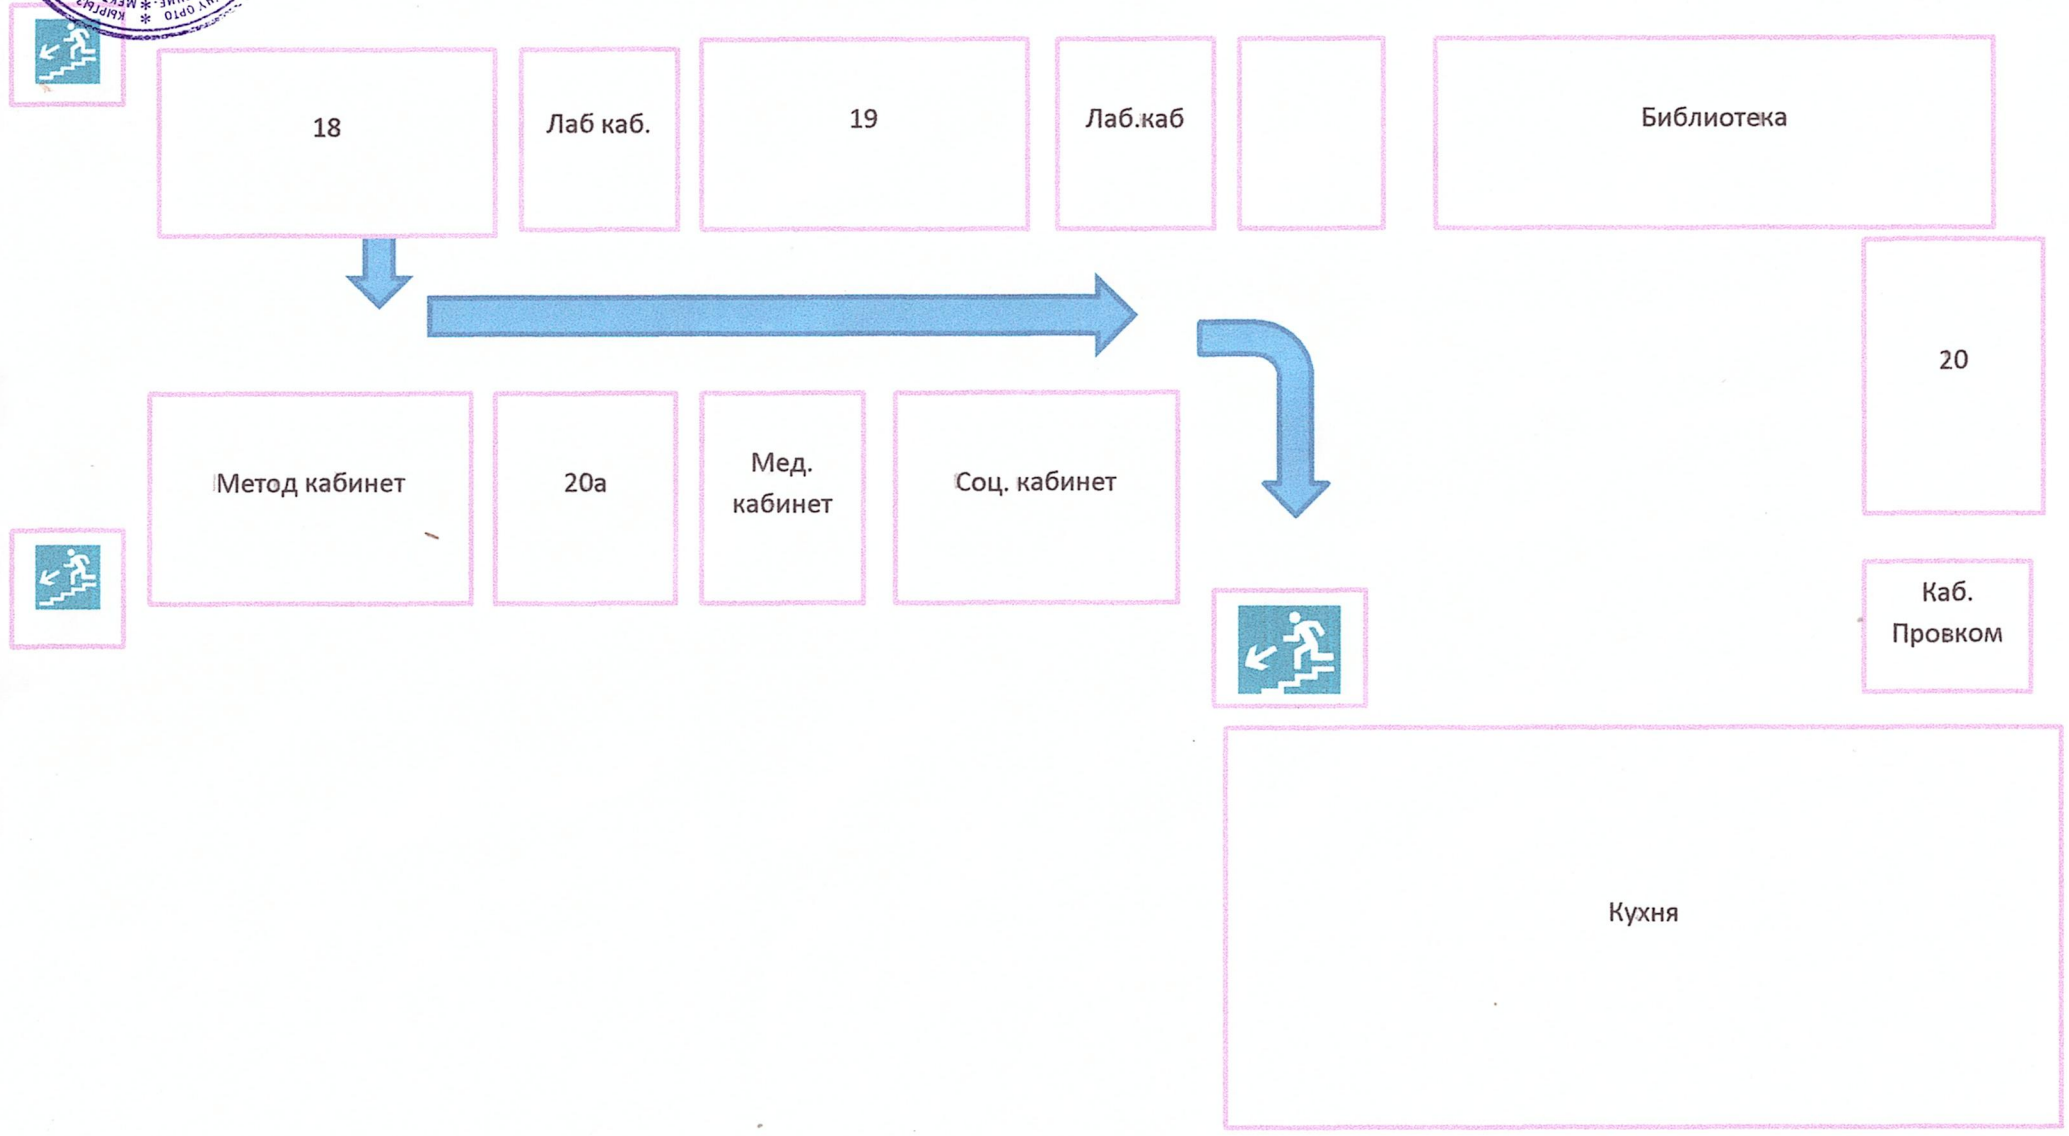 18
Лаб каб.
19
Лаб.каб
Библиотека
20
Метод кабинет
20а
Мед.
кабинет
Соц. кабинет
Каб.
Провком
Кухня